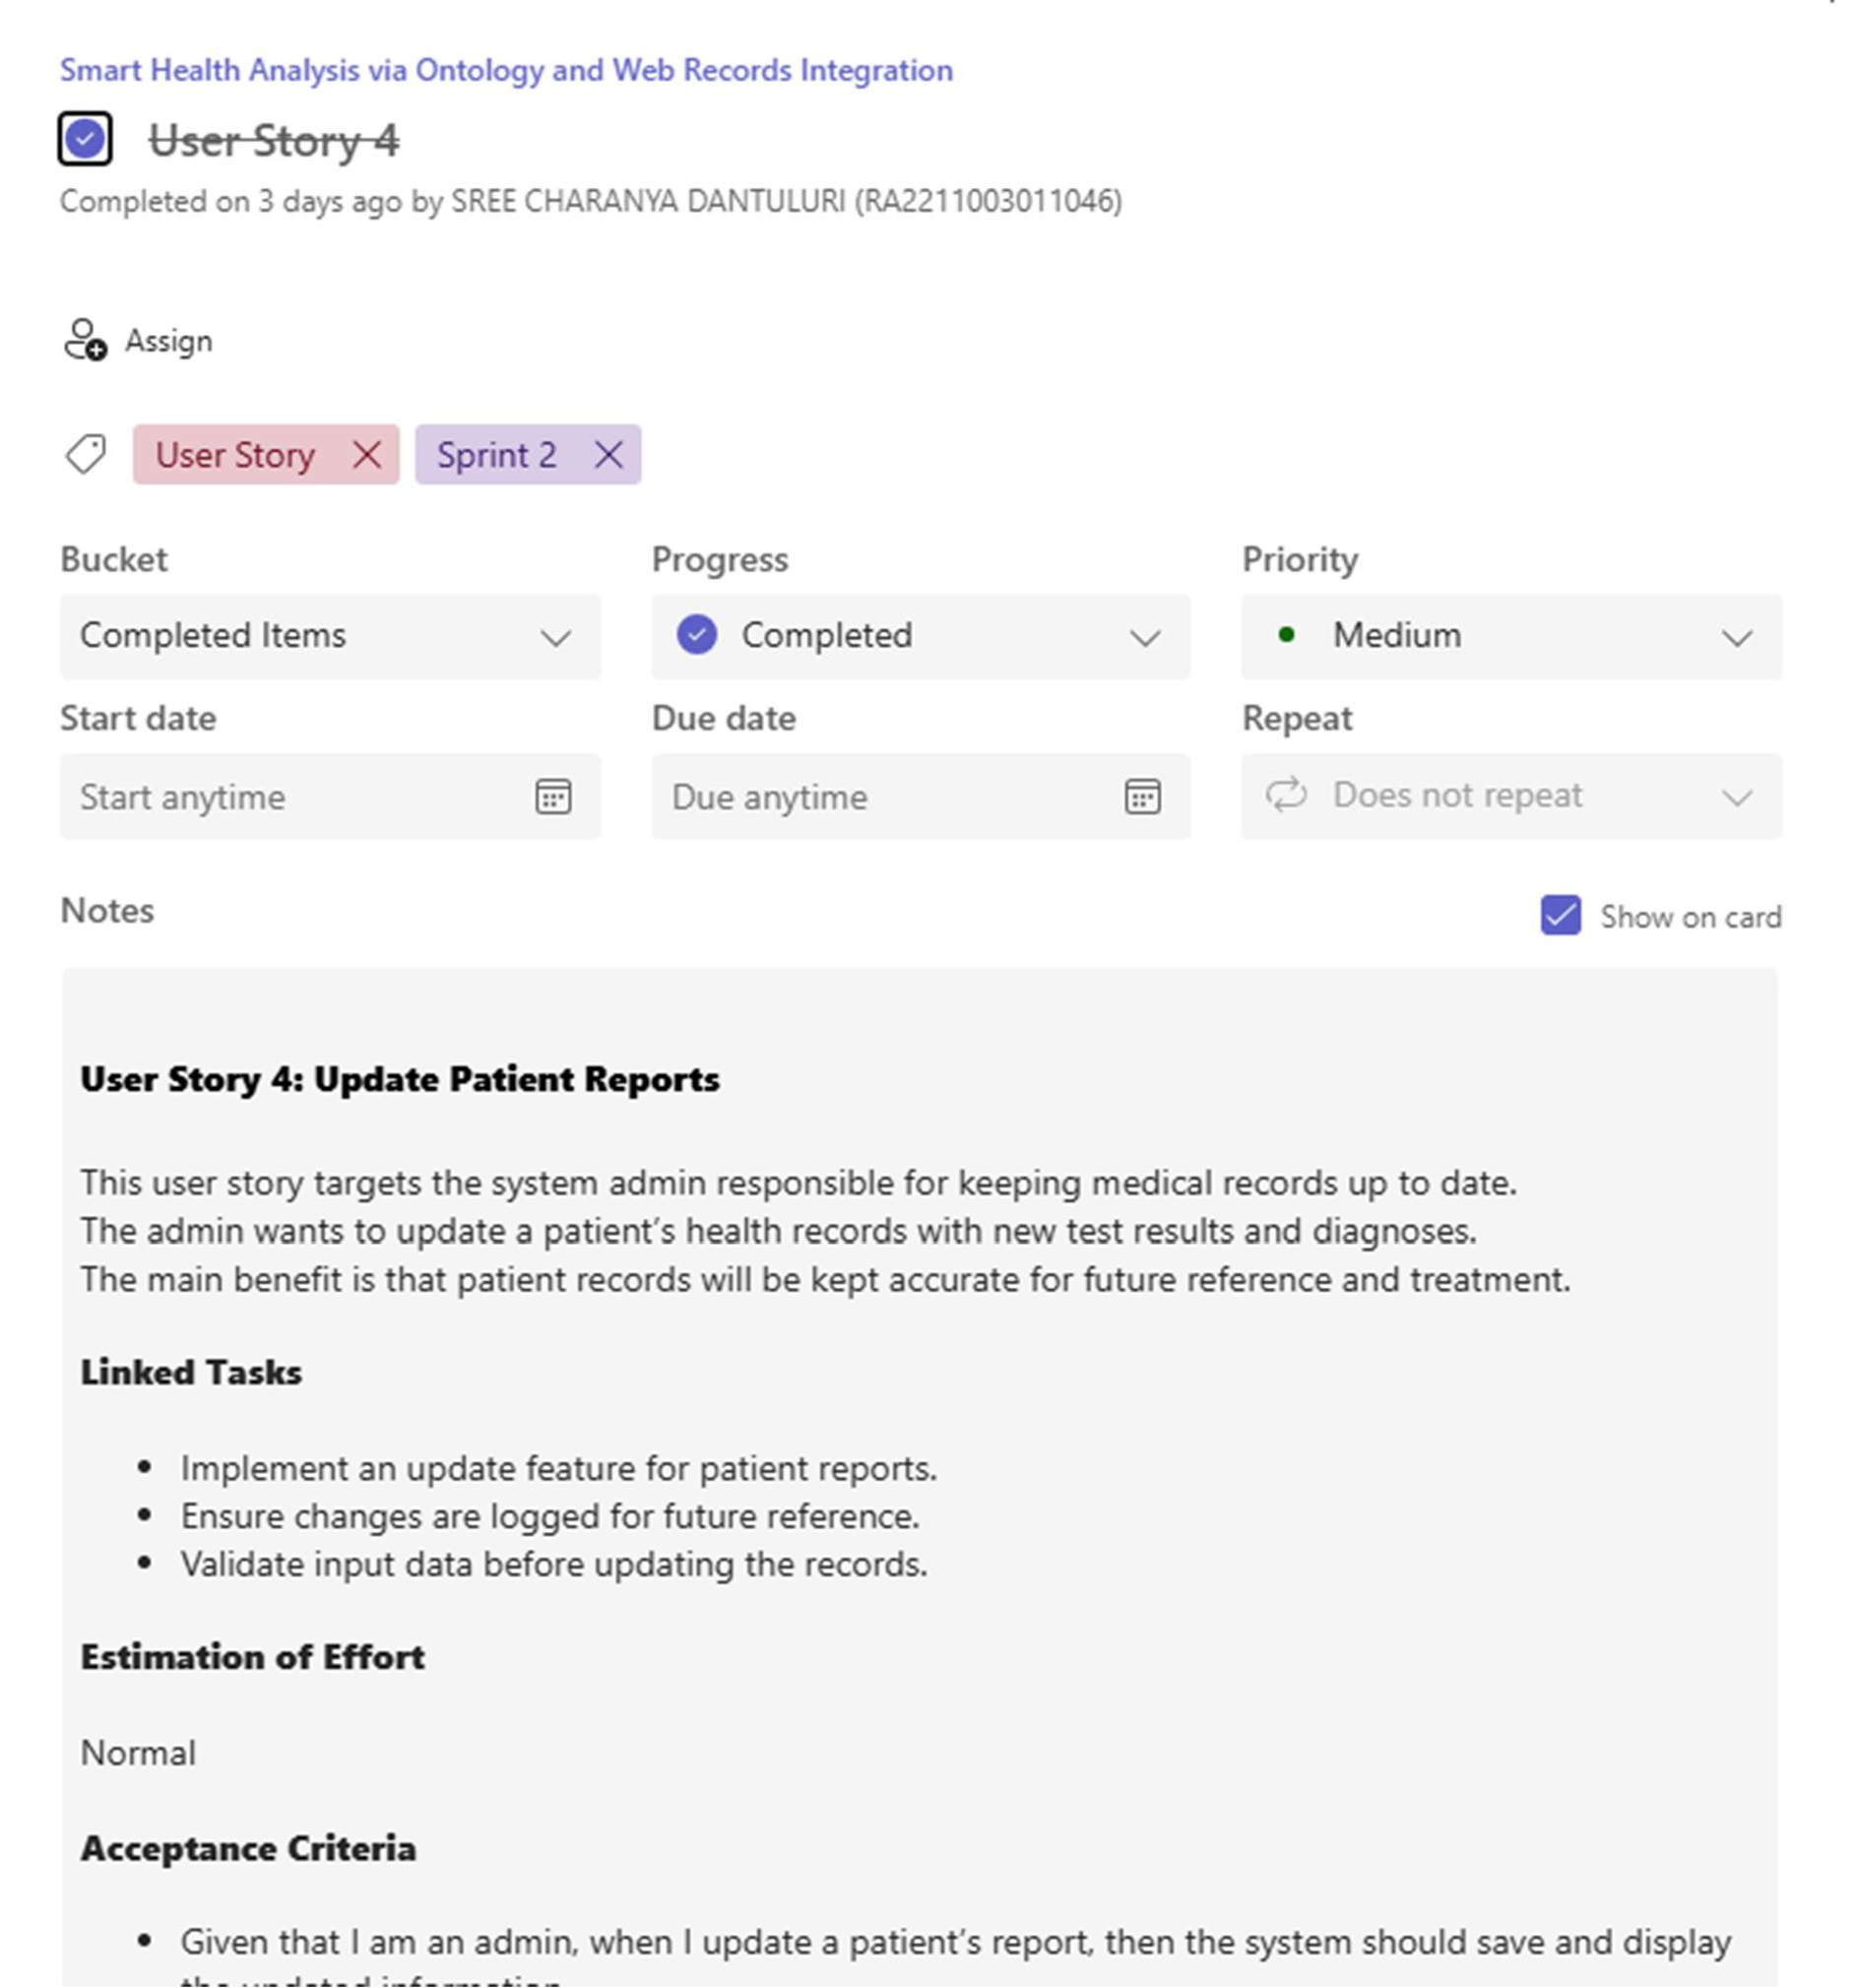 Smart Health Analysis via Ontology and Web Records Integration
User Story 4
Completed on 3 days ago by SREE CHARANYA DANTULURI (RA2211003011046)
Assign
User Story
Sprint 2
Bucket
Progress
Priority
Completed Items
Completed
Medium
Start date
Due date
Repeat
Start anytime
Due anytime
Does not repeat
Notes
Show on card
User Story 4: Update Patient Reports
This user story targets the system admin responsible for keeping medical records up to date.
The admin wants to update a patient’s health records with new test results and diagnoses.
The main benefit is that patient records will be kept accurate for future reference and treatment.
Linked Tasks
• Implement an update feature for patient reports.
• Ensure changes are logged for future reference.
• Validate input data before updating the records.
Estimation of Effort
Normal
Acceptance Criteria
• Given that I am an admin, when I update a patient’s report, then the system should save and display
the updated information